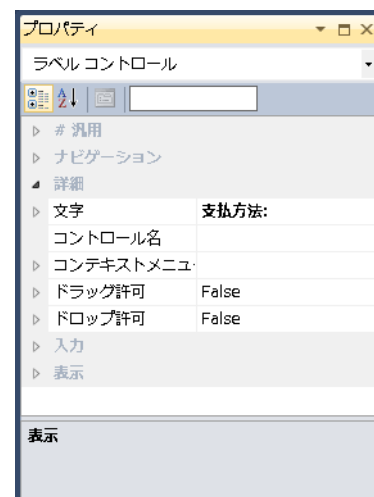 プロパティ
ラベル コントロール
# 汎用
ナビゲーション
詳細
文字 支払方法:
コントロール名
コンテキストメニュ
ドラッグ許可 False
ドロップ許可 False
入力
表示
表示